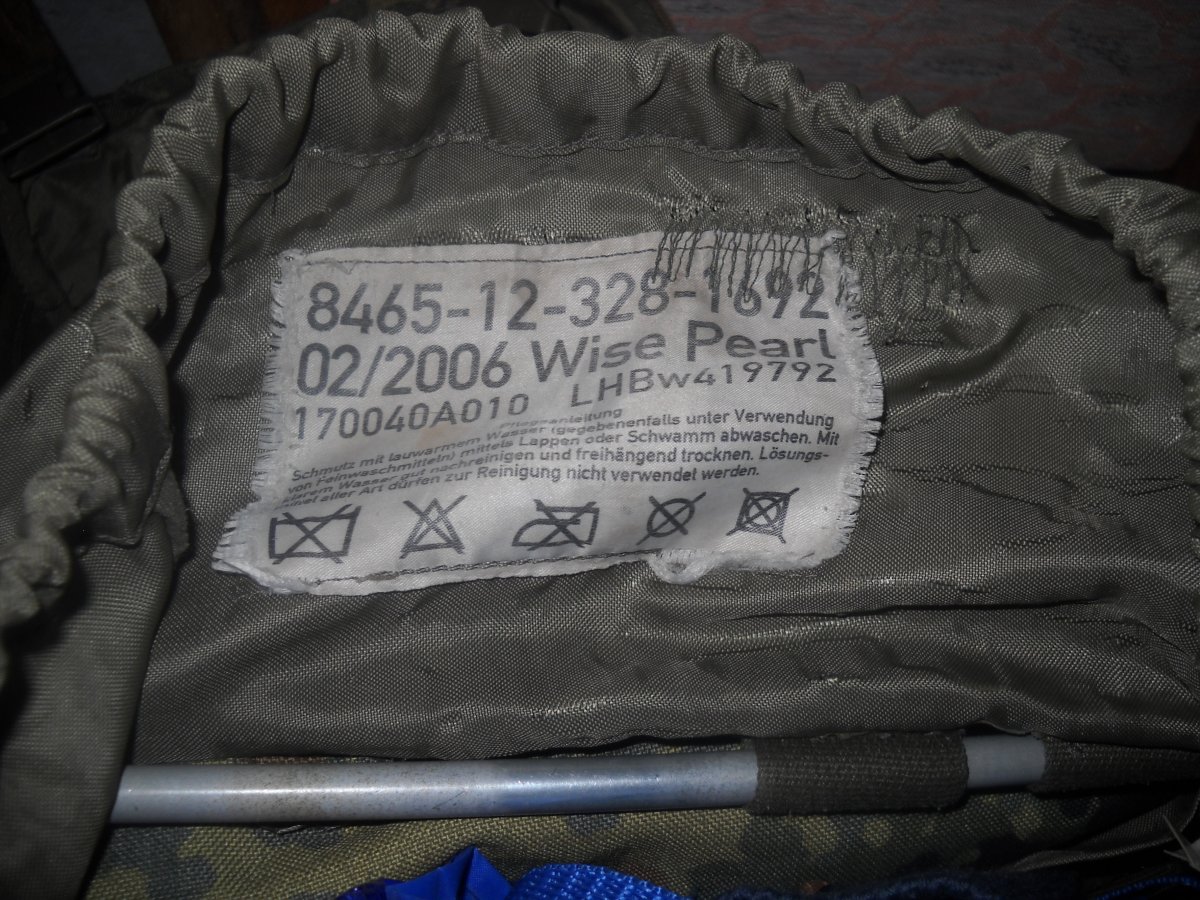 8465-12-328-1692
02/2006 Wise Pearl
170040A010 LHBw419792
Pflegeanleitung
Schmutz mit lauwarmem Wasser (gegebenenfalls unter Verwendung
von Feinwaschmitteln) mittels Lappen oder Schwamm abwaschen. Mit
klarem Wasser gut nachreinigen und freihängend trocknen. Lösungs-
mittel aller Art dürfen zur Reinigung nicht verwendet werden.